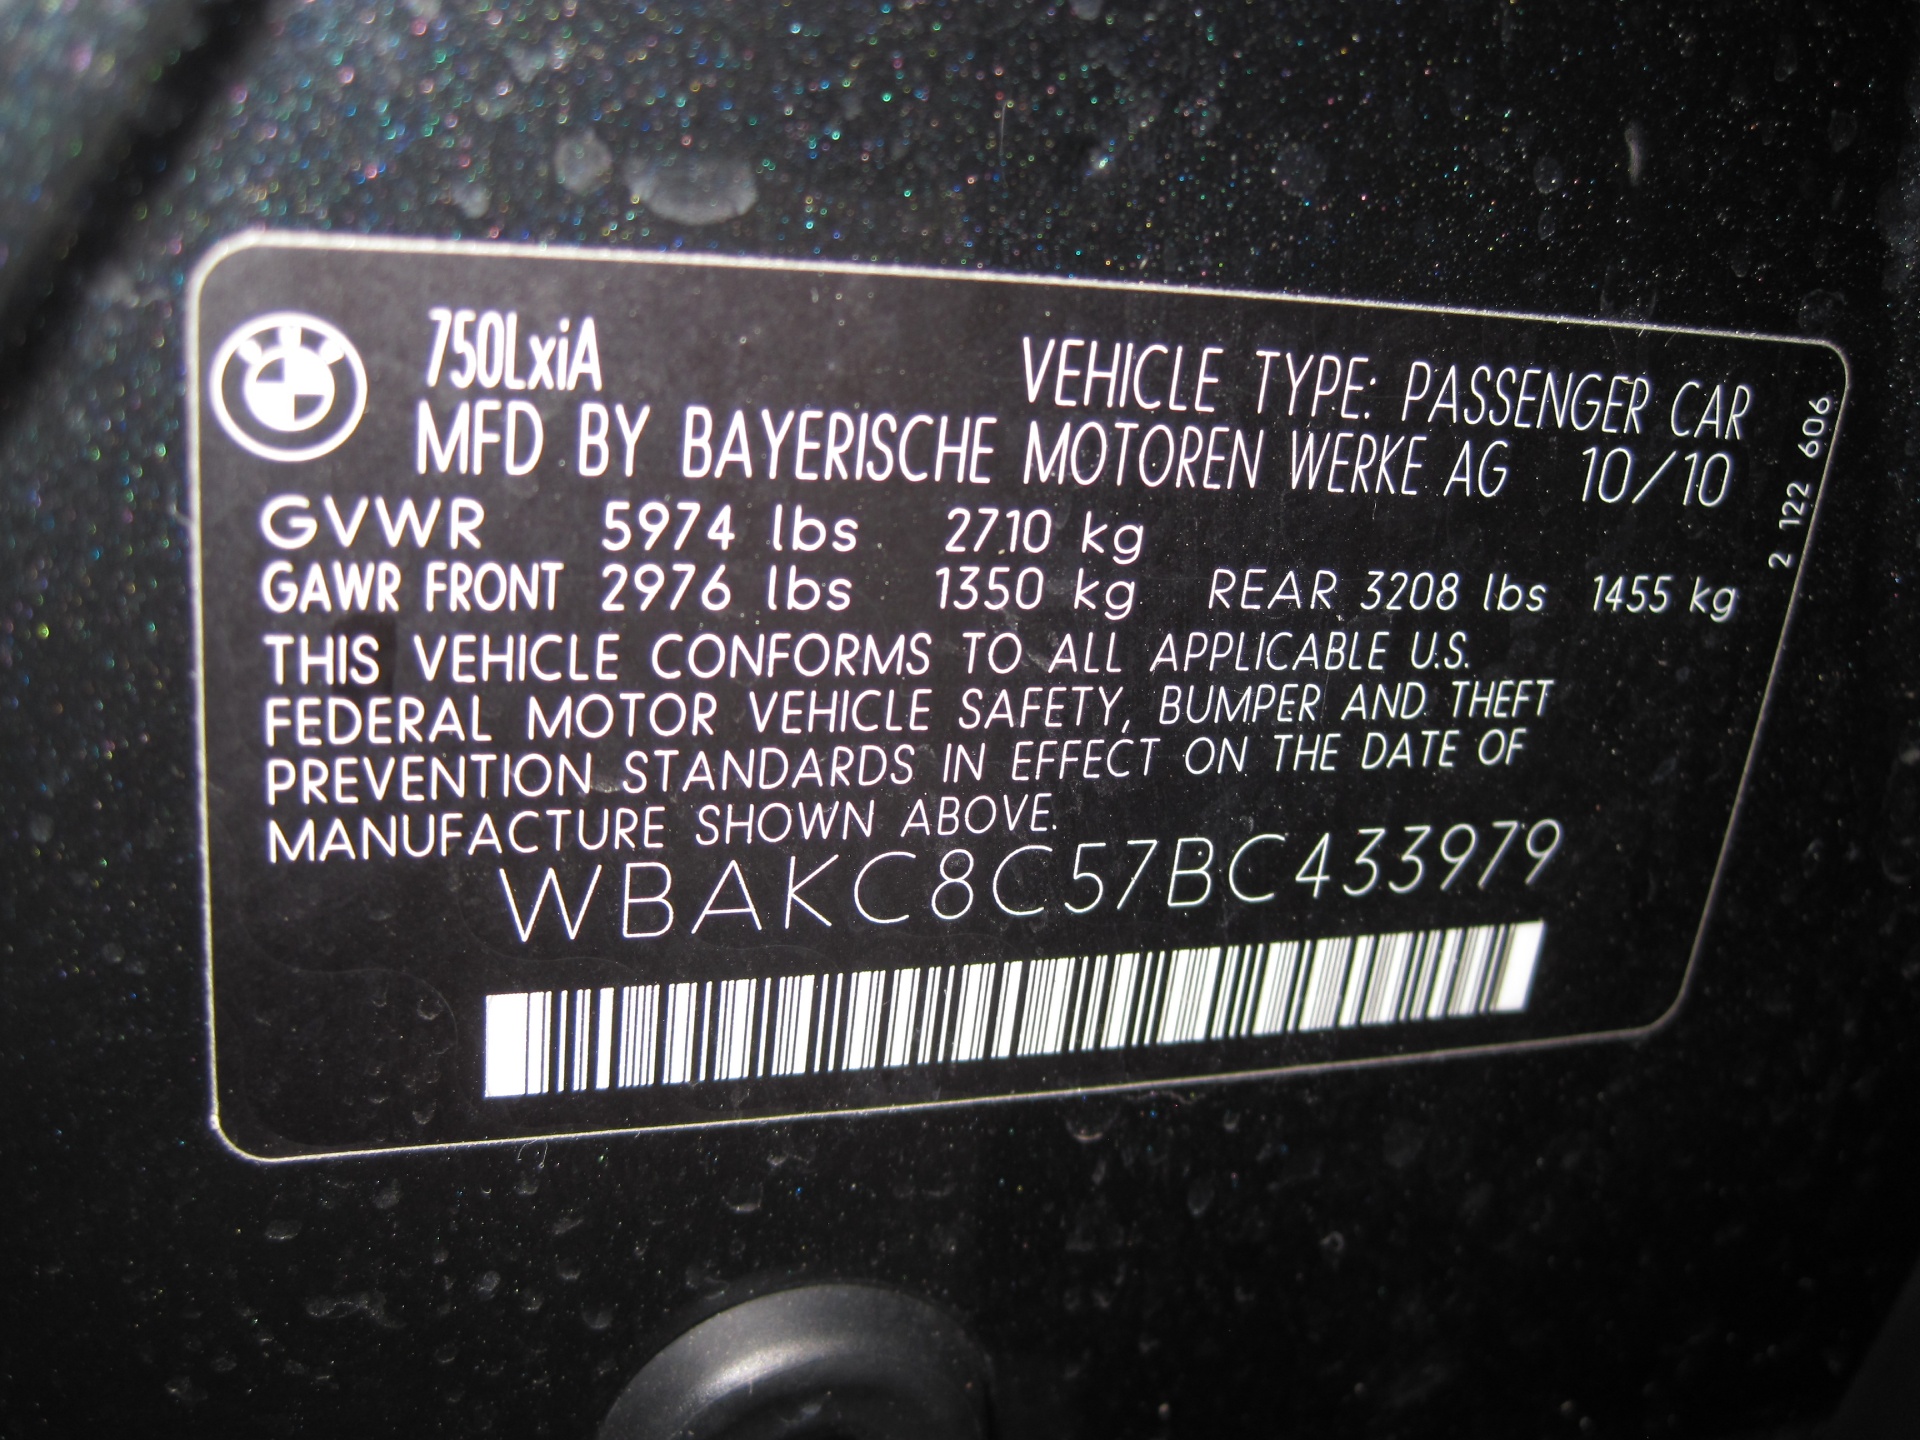 750LxiA
VEHICLE TYPE: PASSENGER CAR
MFD BY BAYERISCHE MOTOREN WERKE AG 10/10
GVWR 5974 lbs 2710 kg
GAWR FRONT 2976 lbs 1350 kg REAR 3208 lbs 1455 kg
THIS VEHICLE CONFORMS TO ALL APPLICABLE U.S.
FEDERAL MOTOR VEHICLE SAFETY, BUMPER AND THEFT
PREVENTION STANDARDS IN EFFECT ON THE DATE OF
MANUFACTURE SHOWN ABOVE.
WBAKC8C57BC433979
2 122 606